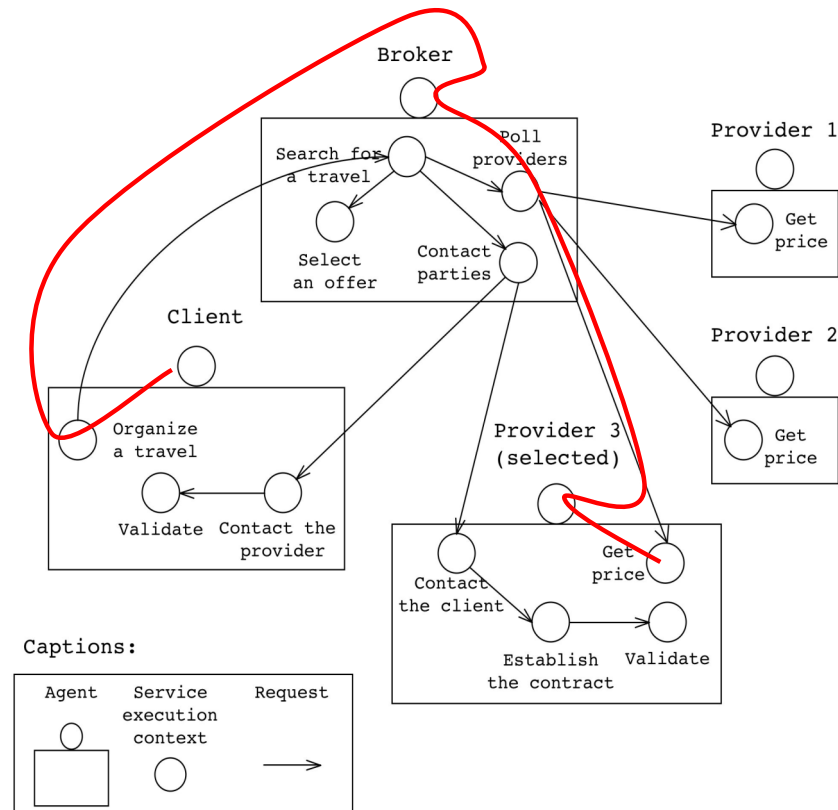 Broker
Search for
a travel
Poll
providers
Select
an offer
Contact
parties
Provider 1
Get
price
Provider 2
Get
price
Client
Organize
a travel
Validate
Contact the
provider
Provider 3
(selected)
Get
price
Contact
the client
Establish
the contract
Validate
Captions:
Agent
Service
execution
context
Request